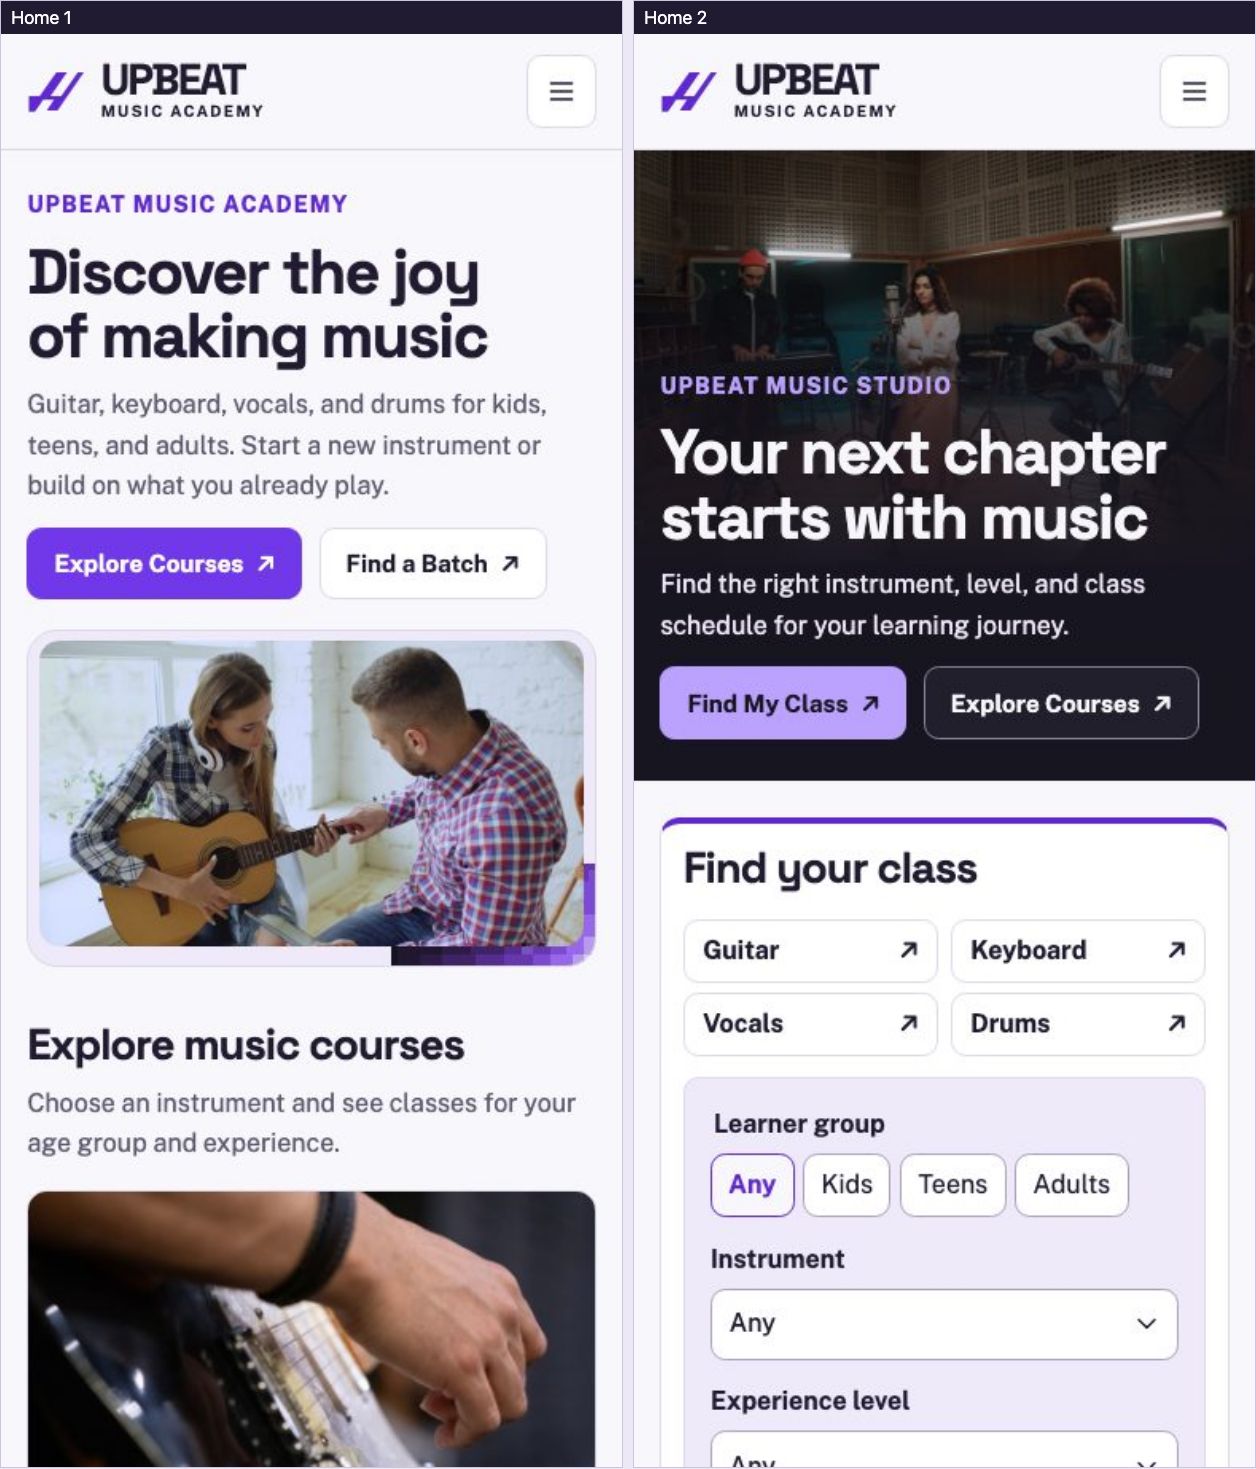 Home 1
UPBEAT
MUSIC ACADEMY
UPBEAT MUSIC ACADEMY
Discover the joy
of making music
Guitar, keyboard, vocals, and drums for kids,
teens, and adults. Start a new instrument or
build on what you already play.
Explore Courses
Find a Batch
Explore music courses
Choose an instrument and see classes for your
age group and experience.
Home 2
UPBEAT
MUSIC ACADEMY
UPBEAT MUSIC STUDIO
Your next chapter
starts with music
Find the right instrument, level, and class
schedule for your learning journey.
Find My Class
Explore Courses
Find your class
Guitar
Keyboard
Vocals
Drums
Learner group
Any
Kids
Teens
Adults
Instrument
Any
Experience level
Any